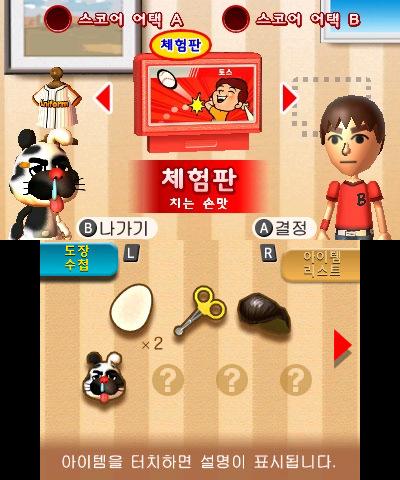 스코어 어택 A
스코어 어택 B
체험판
토스
uniform
B
체험판
치는 손맛
B 나가기
A 결정
도장
수첩
L
R
아이템
리스트
×2
?
?
?
아이템을 터치하면 설명이 표시됩니다.